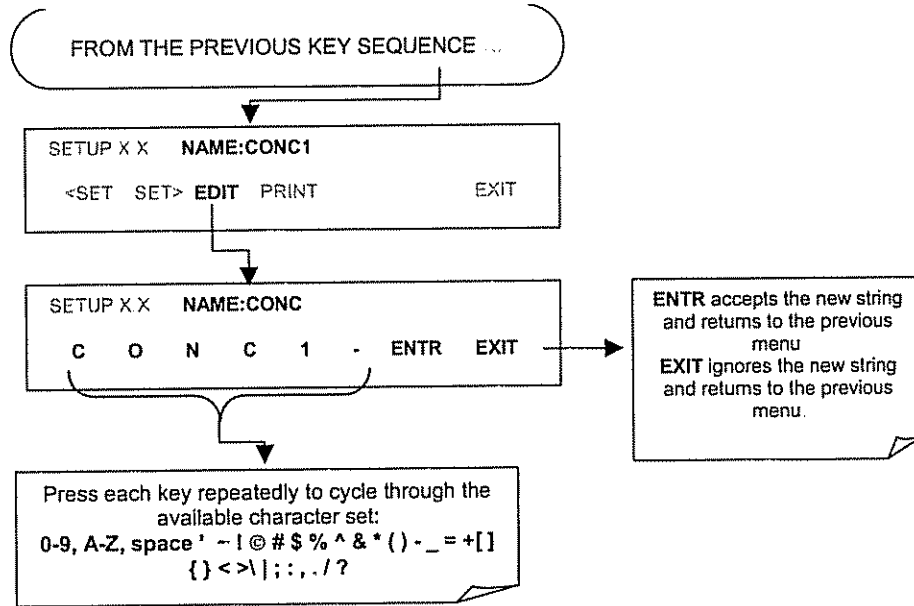 FROM THE PREVIOUS KEY SEQUENCE ...
SETUP X X NAME:CONC1
<SET SET> EDIT PRINT EXIT
SETUP X.X NAME:CONC
C O N C 1 - ENTR EXIT
ENTR accepts the new string
and returns to the previous
menu
EXIT ignores the new string
and returns to the previous
menu.
Press each key repeatedly to cycle through the
available character set:
0-9, A-Z, space ' ~ ! © # $ % ^ & * ( ) - _ = +[ ]
{ } < >\ | ; : , . / ?